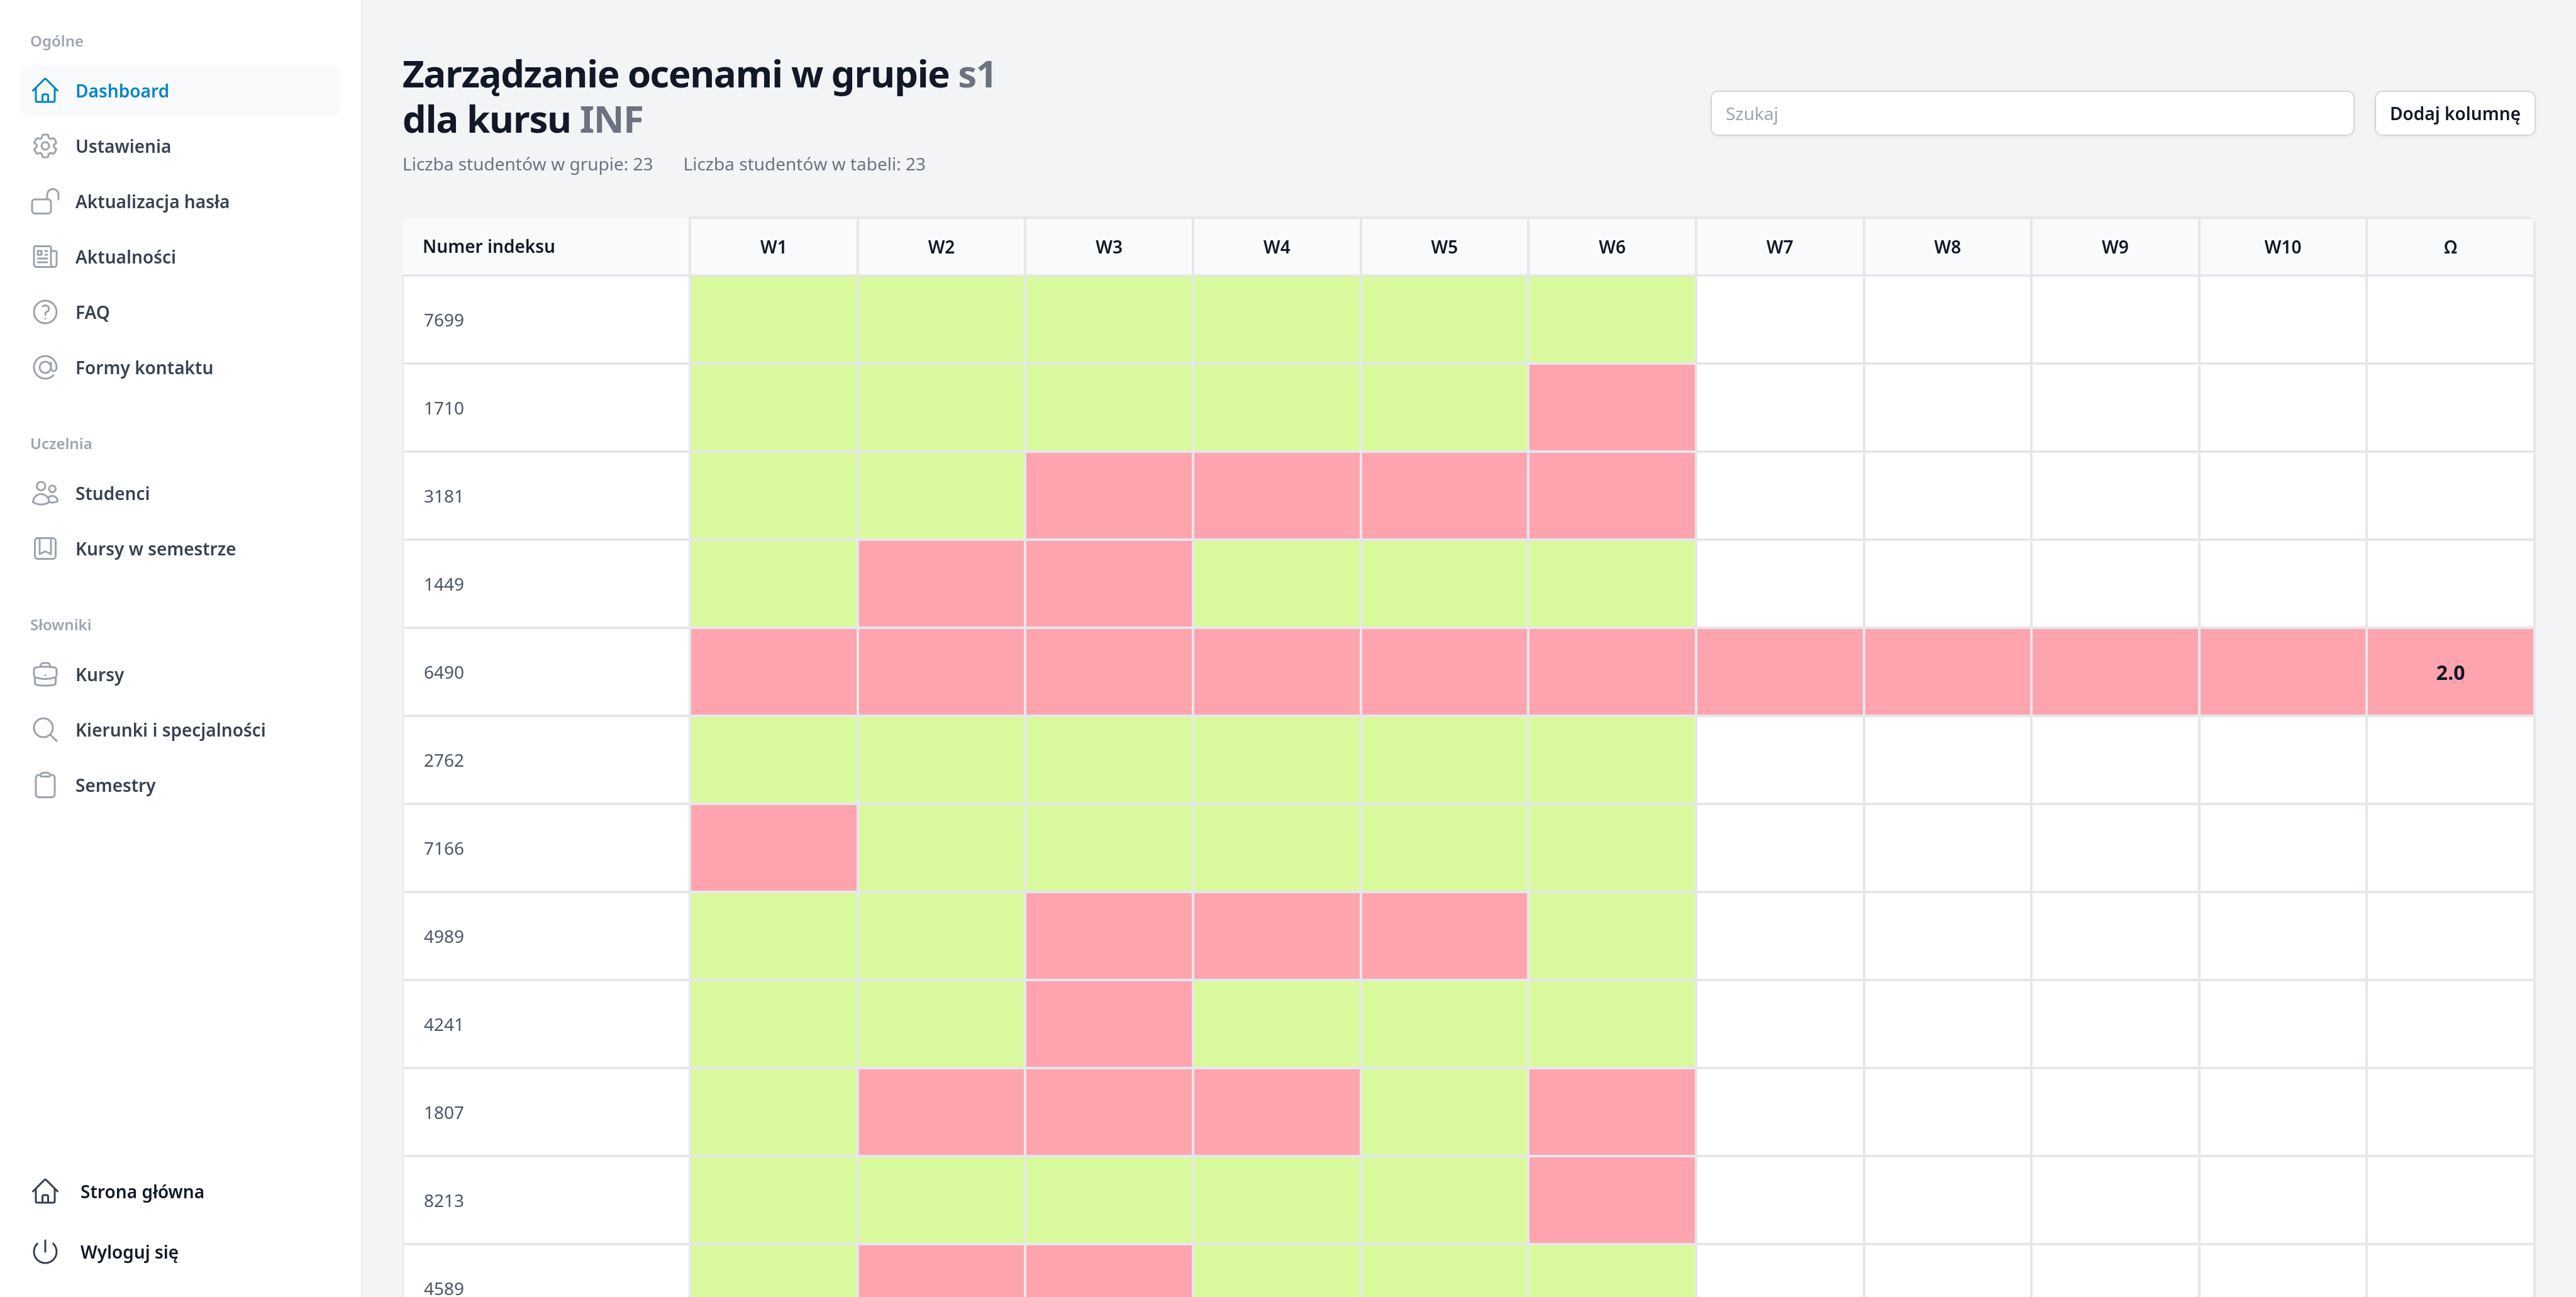 Ogólne
Dashboard
Ustawienia
Aktualizacja hasła
Aktualności
FAQ
Formy kontaktu
Uczelnia
Studenci
Kursy w semestrze
Słowniki
Kursy
Kierunki i specjalności
Semestry
Strona główna
Wyloguj się
Zarządzanie ocenami w grupie s1
dla kursu INF
Liczba studentów w grupie: 23 Liczba studentów w tabeli: 23
Szukaj
Dodaj kolumnę
Numer indeksu W1 W2 W3 W4 W5 W6 W7 W8 W9 W10 Ω
7699
1710
3181
1449
6490 2.0
2762
7166
4989
4241
1807
8213
4589